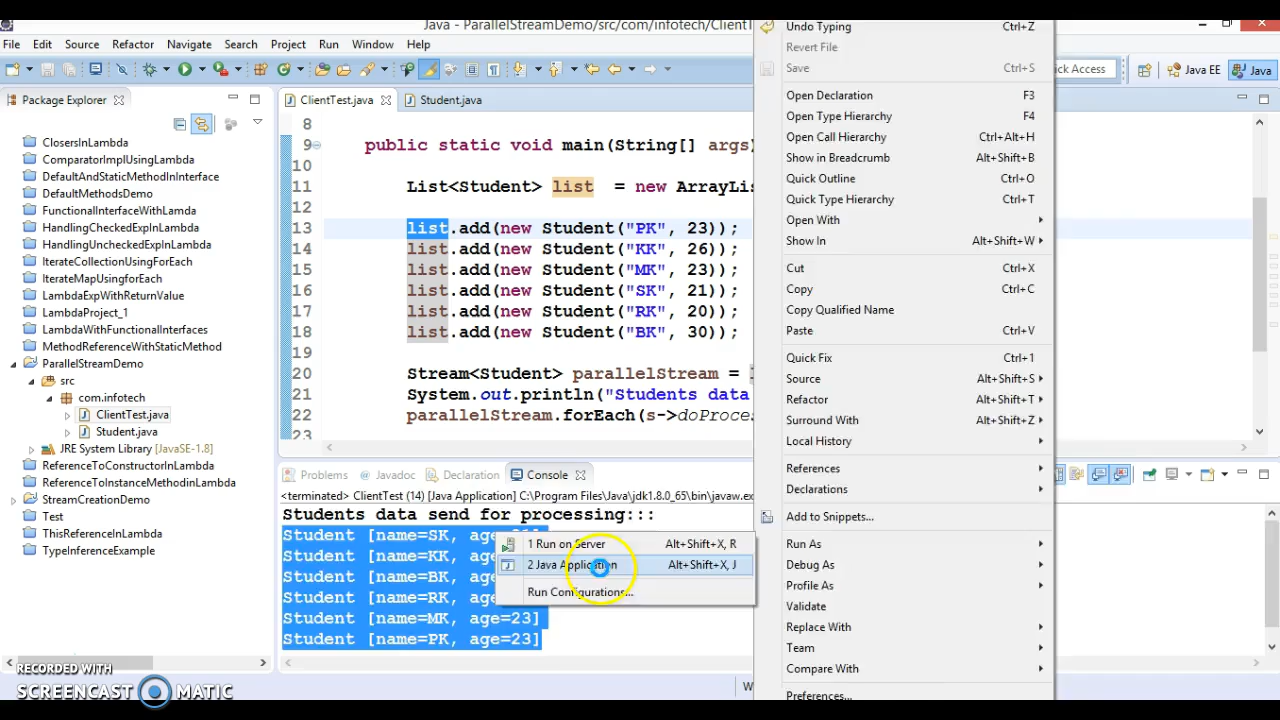 Java - ParallelStreamDemo/src/com/infotech/ClientT
File Edit Source Refactor Navigate Search Project Run Window Help
Java EE
Java
Package Explorer
ClosersInLambda
ComparatorImplUsingLambda
DefaultAndStaticMethodInInterface
DefaultMethodsDemo
FunctionalInterfaceWithLamda
HandlingCheckedExpInLambda
HandlingUncheckedExpInLambda
IterateCollectionUsingForEach
IterateMapUsingforEach
LambdaExpWithReturnValue
LambdaProject_1
LambdaWithFunctionalInterfaces
MethodReferenceWithStaticMethod
ParallelStreamDemo
src
com.infotech
ClientTest.java
Student.java
JRE System Library [JavaSE-1.8]
ReferenceToConstructorInLambda
ReferenceToInstanceMethodinLambda
StreamCreationDemo
Test
ThisReferenceInLambda
TypeInferenceExample
ClientTest.java Student.java
8
9 public static void main(String[] args)
10
11 List<Student> list = new ArrayLis
12
13 list.add(new Student("PK", 23));
14 list.add(new Student("KK", 26));
15 list.add(new Student("MK", 23));
16 list.add(new Student("SK", 21));
17 list.add(new Student("RK", 20));
18 list.add(new Student("BK", 30));
19
20 Stream<Student> parallelStream =
21 System.out.println("Students data
22 parallelStream.forEach(s->doProces
23
Problems Javadoc Declaration Console
<terminated> ClientTest (14) [Java Application] C:\Program Files\Java\jdk1.8.0_65\bin\javaw.ex
Students data send for processing:::
Student [name=SK, age=
Student [name=KK,
Student [name=BK,
Student [name=RK,
Student [name=MK, age=23]
Student [name=PK, age=23]
1 Run on Server Alt+Shift+X, R
2 Java Application Alt+Shift+X, J
Run Configurations...
Undo Typing Ctrl+Z
Revert File
Save Ctrl+S
Open Declaration F3
Open Type Hierarchy F4
Open Call Hierarchy Ctrl+Alt+H
Show in Breadcrumb Alt+Shift+B
Quick Outline Ctrl+O
Quick Type Hierarchy Ctrl+T
Open With
Show In Alt+Shift+W
Cut Ctrl+X
Copy Ctrl+C
Copy Qualified Name
Paste Ctrl+V
Quick Fix Ctrl+1
Source Alt+Shift+S
Refactor Alt+Shift+T
Surround With Alt+Shift+Z
Local History
References
Declarations
Add to Snippets...
Run As
Debug As
Profile As
Validate
Replace With
Team
Compare With
Preferences...
ck Access
W
RECORDED WITH
SCREENCAST MATIC